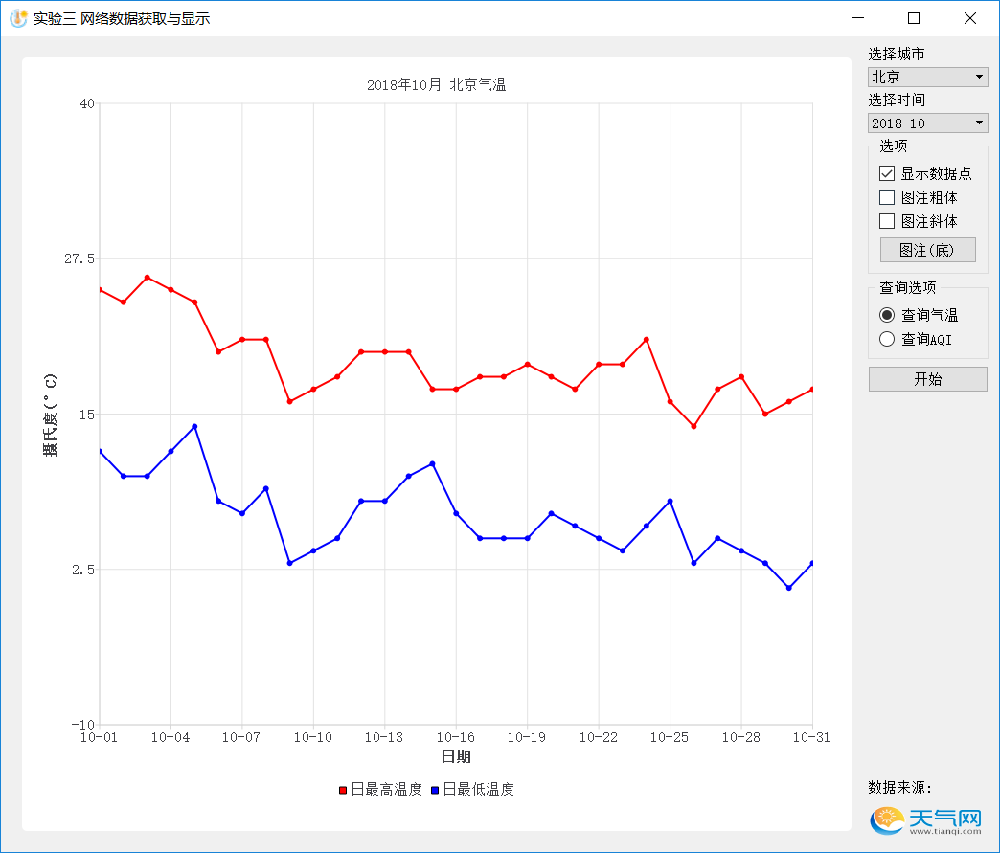 实验三 网络数据获取与显示
2018年10月 北京气温
40
27.5
15
2.5
-10
摄氏度(°C)
10-01 10-04 10-07 10-10 10-13 10-16 10-19 10-22 10-25 10-28 10-31
日期
日最高温度 日最低温度
选择城市
北京
选择时间
2018-10
选项
显示数据点
图注粗体
图注斜体
图注(底)
查询选项
查询气温
查询AQI
开始
数据来源:
天气网
www.tianqi.com